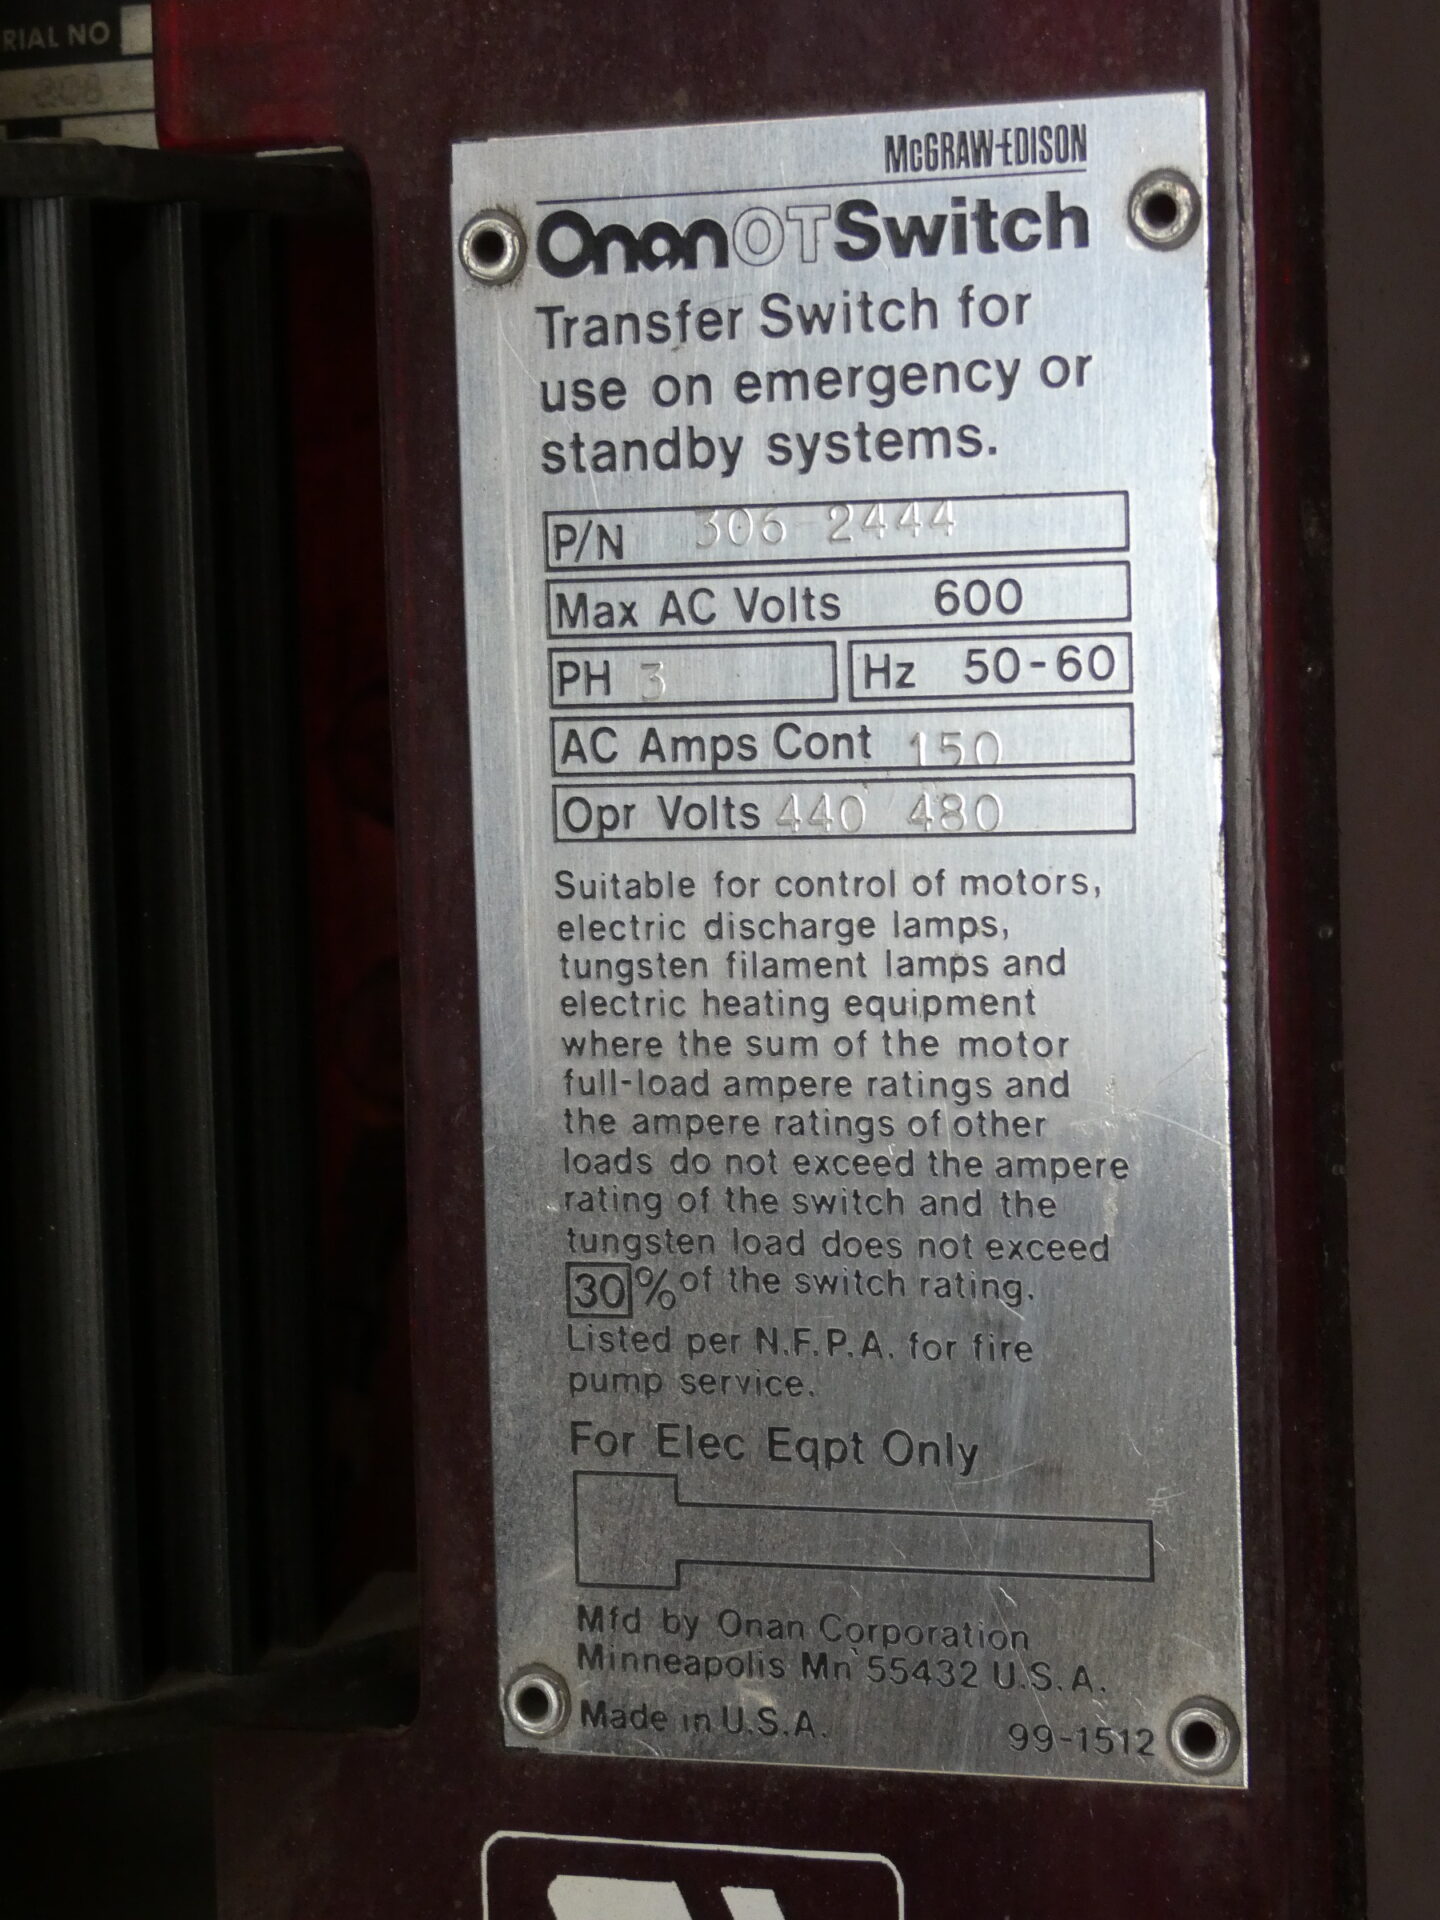 RIAL NO
208
McGRAW-EDISON
Onan OT Switch
Transfer Switch for
use on emergency or
standby systems.
P/N 306-2444
Max AC Volts 600
PH 3 Hz 50-60
AC Amps Cont 150
Opr Volts 440 480
Suitable for control of motors,
electric discharge lamps,
tungsten filament lamps and
electric heating equipment
where the sum of the motor
full-load ampere ratings and
the ampere ratings of other
loads do not exceed the ampere
rating of the switch and the
tungsten load does not exceed
30% of the switch rating.
Listed per N.F.P.A. for fire
pump service.
For Elec Eqpt Only
Mfd by Onan Corporation
Minneapolis Mn 55432 U.S.A.
Made in U.S.A. 99-1512